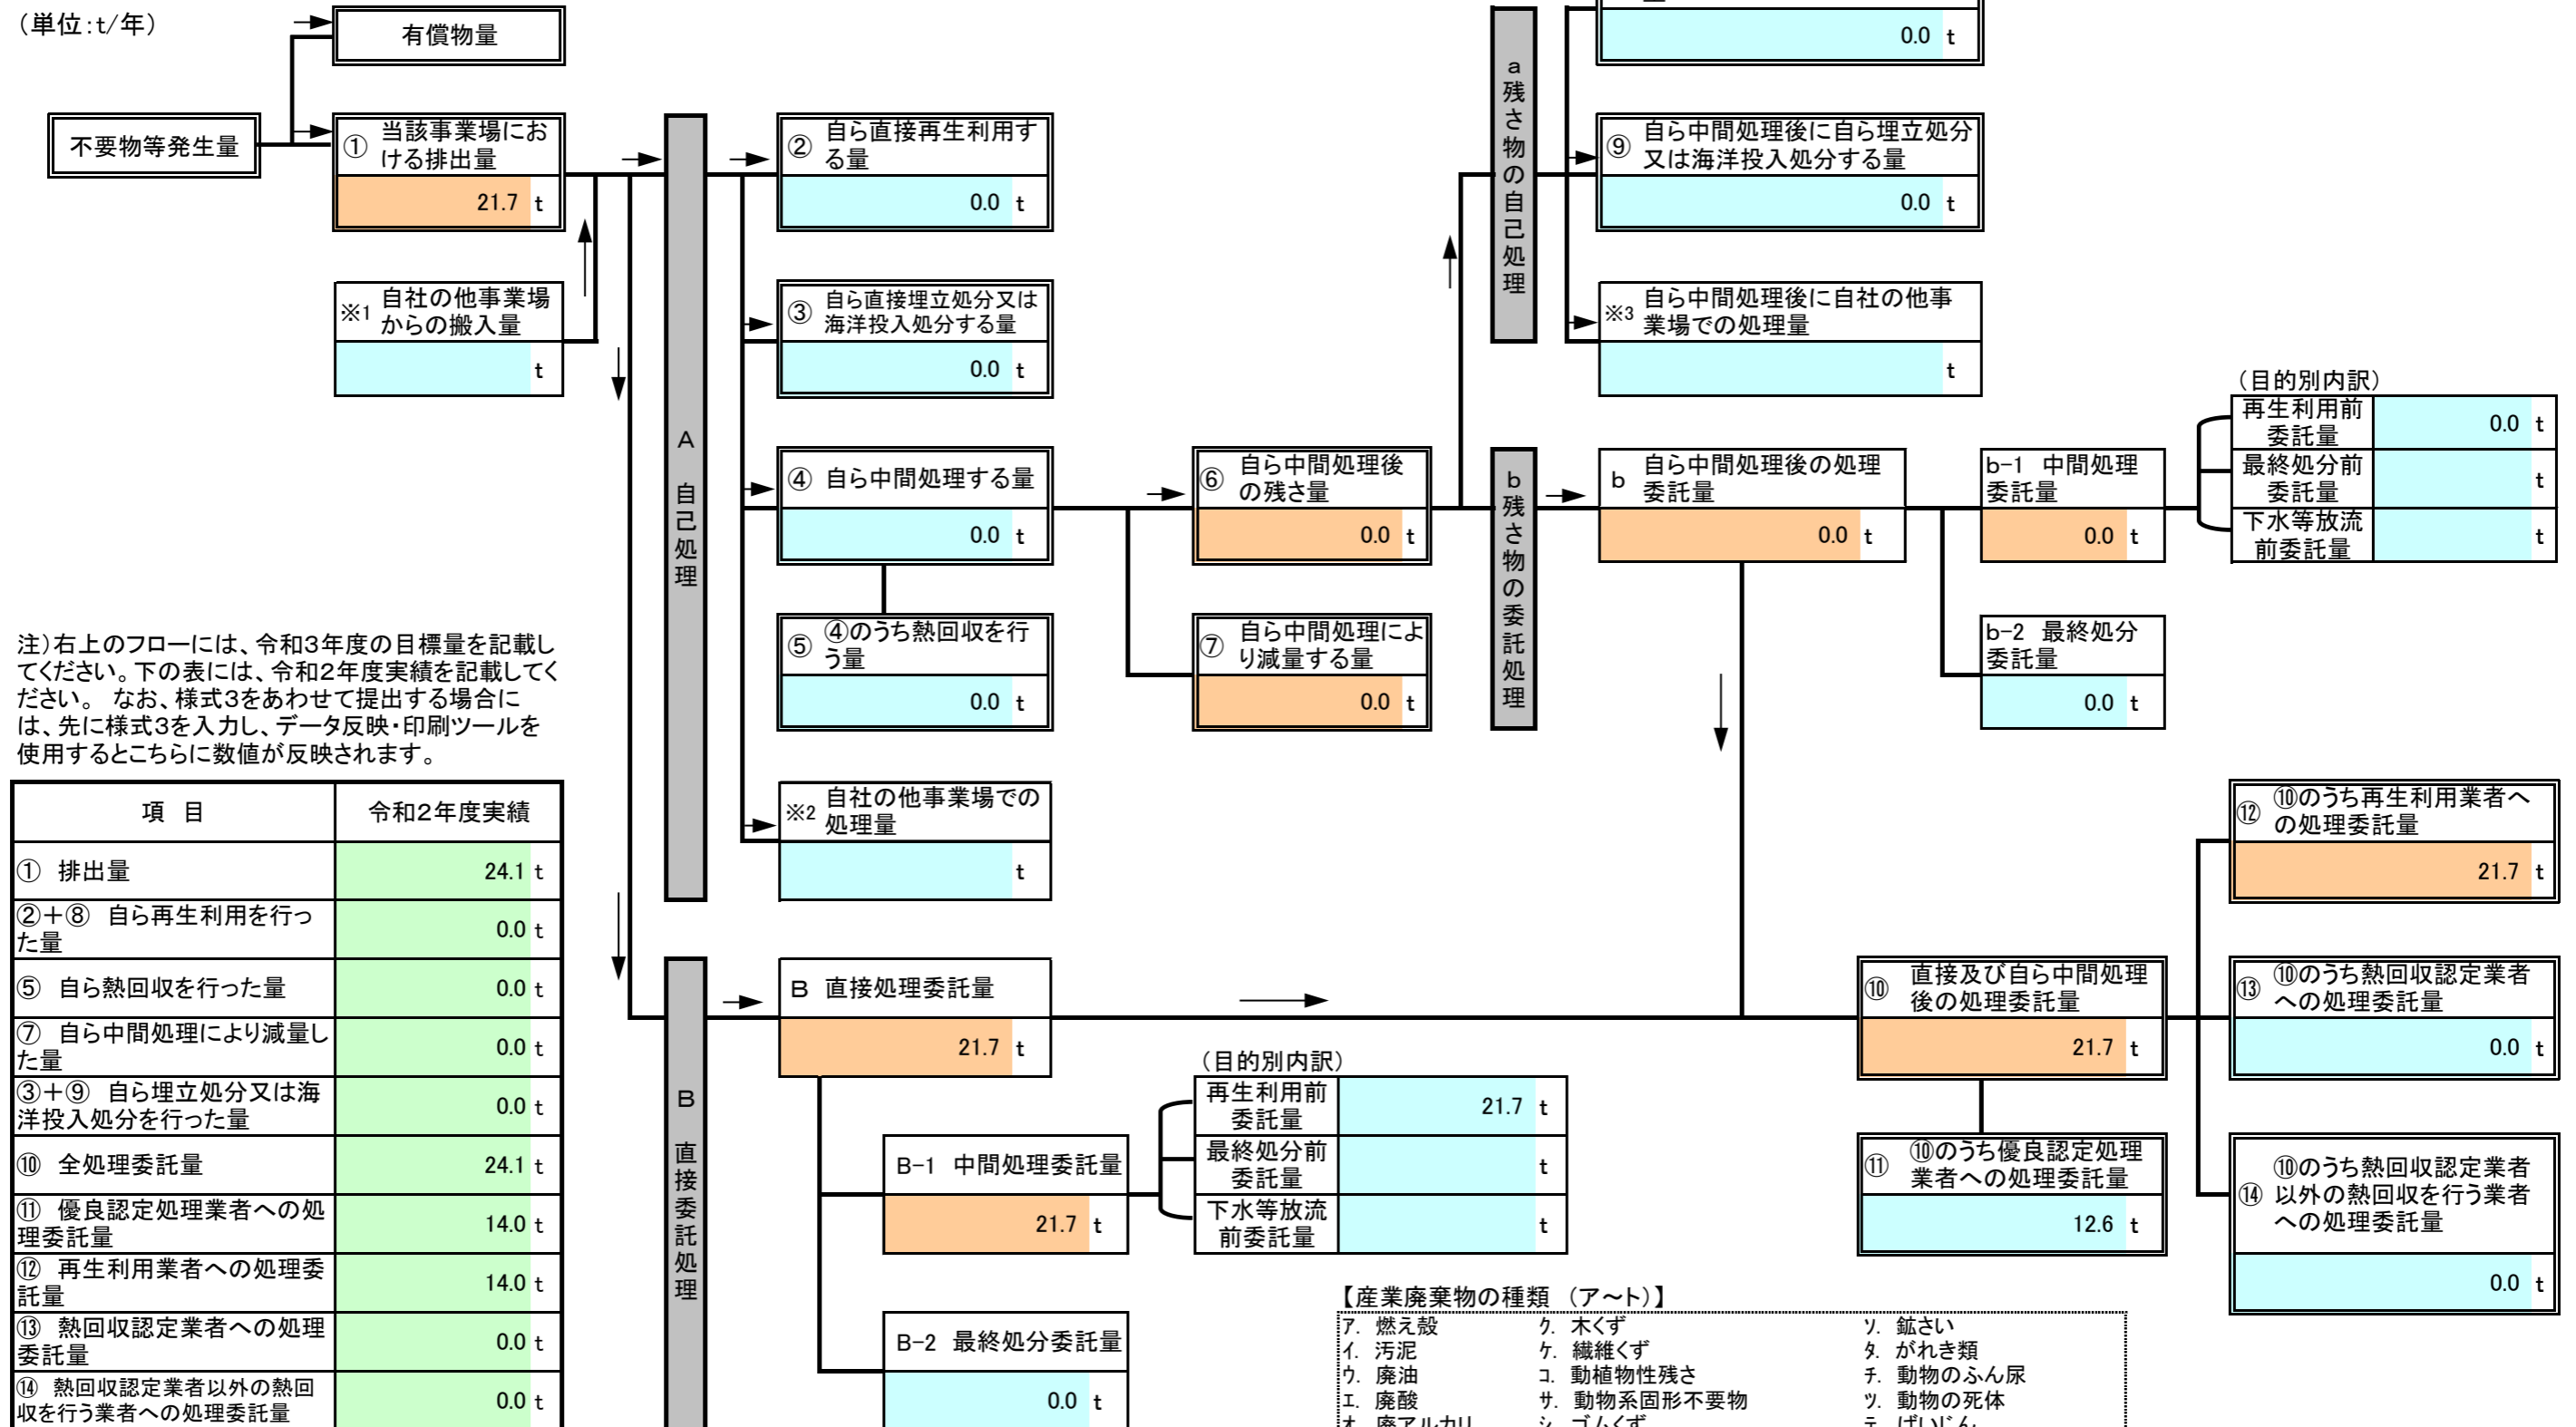 （単位:t/年）
有償物量
不要物等発生量
① 当該事業場にお
ける排出量
21.7 t
※1 自社の他事業場
からの搬入量
t
A 自己処理
② 自ら直接再生利用す
る量
0.0 t
③ 自ら直接埋立処分又は
海洋投入処分する量
0.0 t
④ 自ら中間処理する量
0.0 t
⑤ ④のうち熱回収を行
う量
0.0 t
※2 自社の他事業場での
処理量
t
⑥ 自ら中間処理後
の残さ量
0.0 t
⑦ 自ら中間処理によ
り減量する量
0.0 t
a 残さ物の自己処理
0.0 t
⑨ 自ら中間処理後に自ら埋立処分
又は海洋投入処分する量
0.0 t
※3 自ら中間処理後に自社の他事
業場での処理量
t
b 残さ物の委託処理
b 自ら中間処理後の処理
委託量
0.0 t
b-1 中間処理
委託量
0.0 t
b-2 最終処分
委託量
0.0 t
（目的別内訳）
再生利用前
委託量
0.0 t
最終処分前
委託量
t
下水等放流
前委託量
t
注）右上のフローには、令和3年度の目標量を記載し
てください。下の表には、令和2年度実績を記載してく
ださい。 なお、様式3をあわせて提出する場合に
は、先に様式3を入力し、データ反映・印刷ツールを
使用するとこちらに数値が反映されます。
項 目 令和2年度実績
① 排出量 24.1 t
②+⑧ 自ら再生利用を行っ
た量 0.0 t
⑤ 自ら熱回収を行った量 0.0 t
⑦ 自ら中間処理により減量し
た量 0.0 t
③+⑨ 自ら埋立処分又は海
洋投入処分を行った量 0.0 t
⑩ 全処理委託量 24.1 t
⑪ 優良認定処理業者への処
理委託量 14.0 t
⑫ 再生利用業者への処理委
託量 14.0 t
⑬ 熱回収認定業者への処理
委託量 0.0 t
⑭ 熱回収認定業者以外の熱回
収を行う業者への処理委託量 0.0 t
B 直接委託処理
B 直接処理委託量
21.7 t
B-1 中間処理委託量
21.7 t
B-2 最終処分委託量
0.0 t
（目的別内訳）
再生利用前
委託量
21.7 t
最終処分前
委託量
t
下水等放流
前委託量
t
⑩ 直接及び自ら中間処理
後の処理委託量
21.7 t
⑪ ⑩のうち優良認定処理
業者への処理委託量
12.6 t
⑫ ⑩のうち再生利用業者へ
の処理委託量
21.7 t
⑬ ⑩のうち熱回収認定業者
への処理委託量
0.0 t
⑭ ⑩のうち熱回収認定業者
以外の熱回収を行う業者
への処理委託量
0.0 t
【産業廃棄物の種類 （ア～ト）】
ア. 燃え殻 ク. 木くず ソ. 鉱さい
イ. 汚泥 ケ. 繊維くず タ. がれき類
ウ. 廃油 コ. 動植物性残さ チ. 動物のふん尿
エ. 廃酸 サ. 動物系固形不要物 ツ. 動物の死体
オ. 廃アルカリ シ. ゴムくず テ. ばいじん